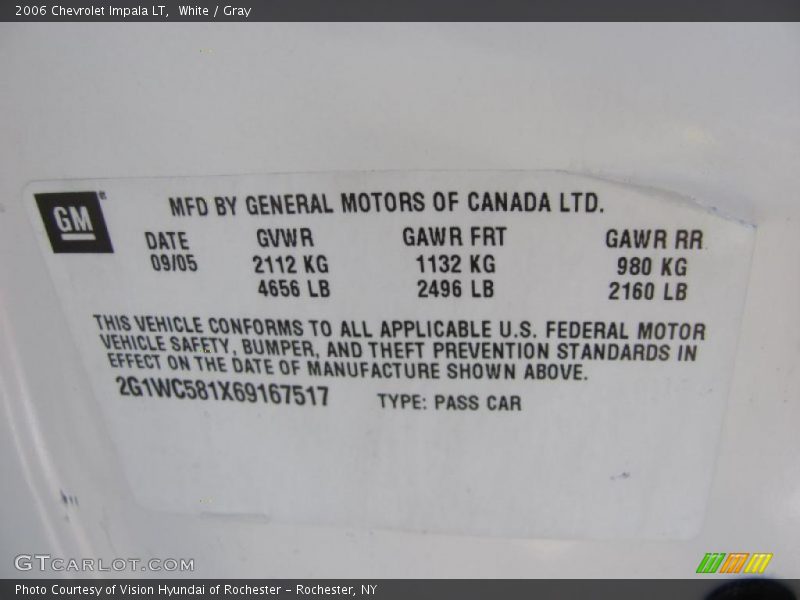 2006 Chevrolet Impala LT, White / Gray
GM
MFD BY GENERAL MOTORS OF CANADA LTD.
DATE GVWR GAWR FRT GAWR RR
09/05 2112 KG 1132 KG 980 KG
4656 LB 2496 LB 2160 LB
THIS VEHICLE CONFORMS TO ALL APPLICABLE U.S. FEDERAL MOTOR
VEHICLE SAFETY, BUMPER, AND THEFT PREVENTION STANDARDS IN
EFFECT ON THE DATE OF MANUFACTURE SHOWN ABOVE.
2G1WC581X69167517 TYPE: PASS CAR
GTCARLOT.COM
Photo Courtesy of Vision Hyundai of Rochester - Rochester, NY